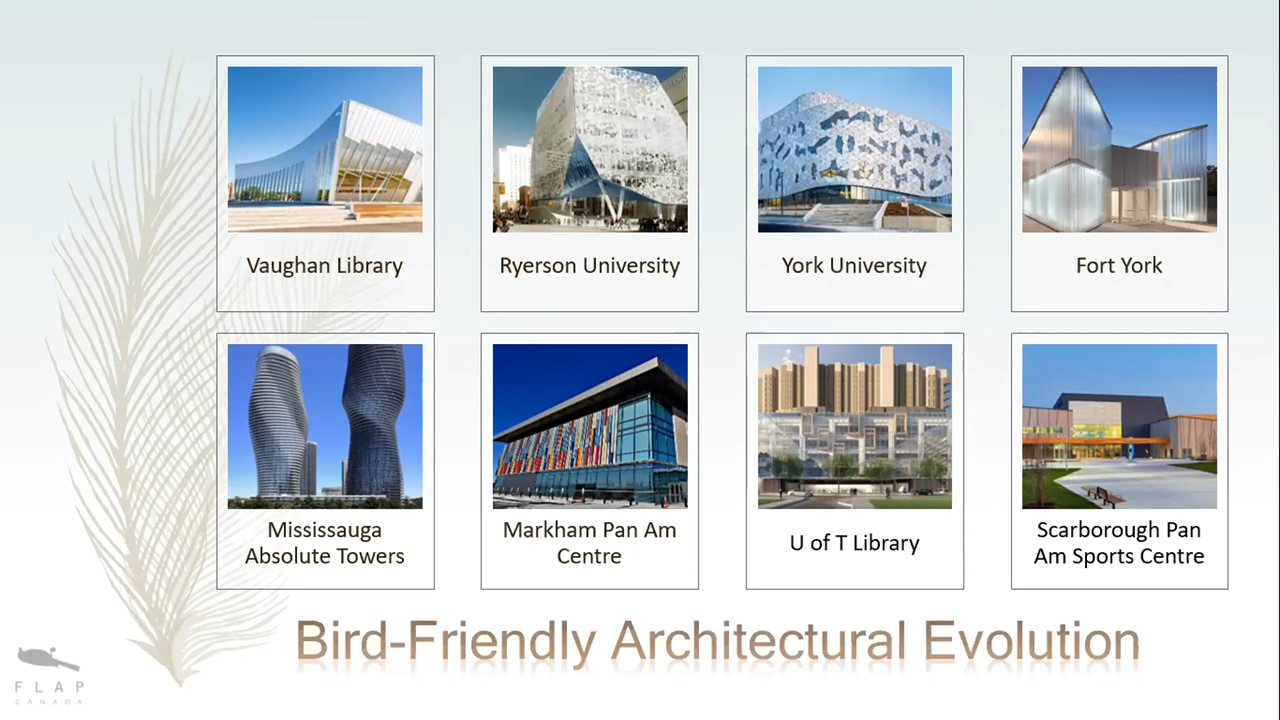 Vaughan Library
Ryerson University
York University
Fort York
Mississauga
Absolute Towers
Markham Pan Am
Centre
U of T Library
Scarborough Pan
Am Sports Centre
Bird-Friendly Architectural Evolution
FLAP
CANADA